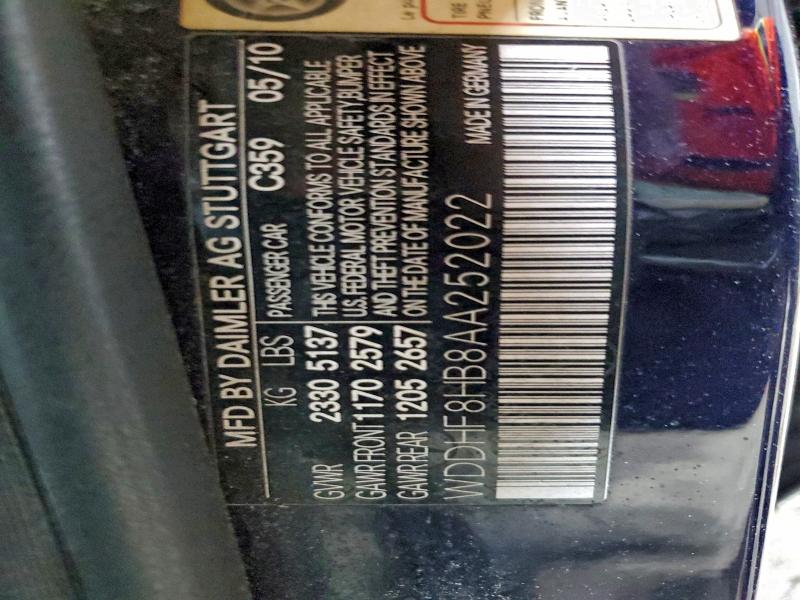 MFD BY DAIMLER AG STUTTGART
KG LBS PASSENGER CAR C359 05/10
GVWR 2330 5137 THIS VEHICLE CONFORMS TO ALL APPLICABLE
GAWR FRONT 1170 2579 U.S. FEDERAL MOTOR VEHICLE SAFETY BUMPER
AND THEFT PREVENTION STANDARDS IN EFFECT
GAWR REAR 1205 2657 ON THE DATE OF MANUFACTURE SHOWN ABOVE
WDDHF8HB8AA252022 MADE IN GERMANY
TIRE